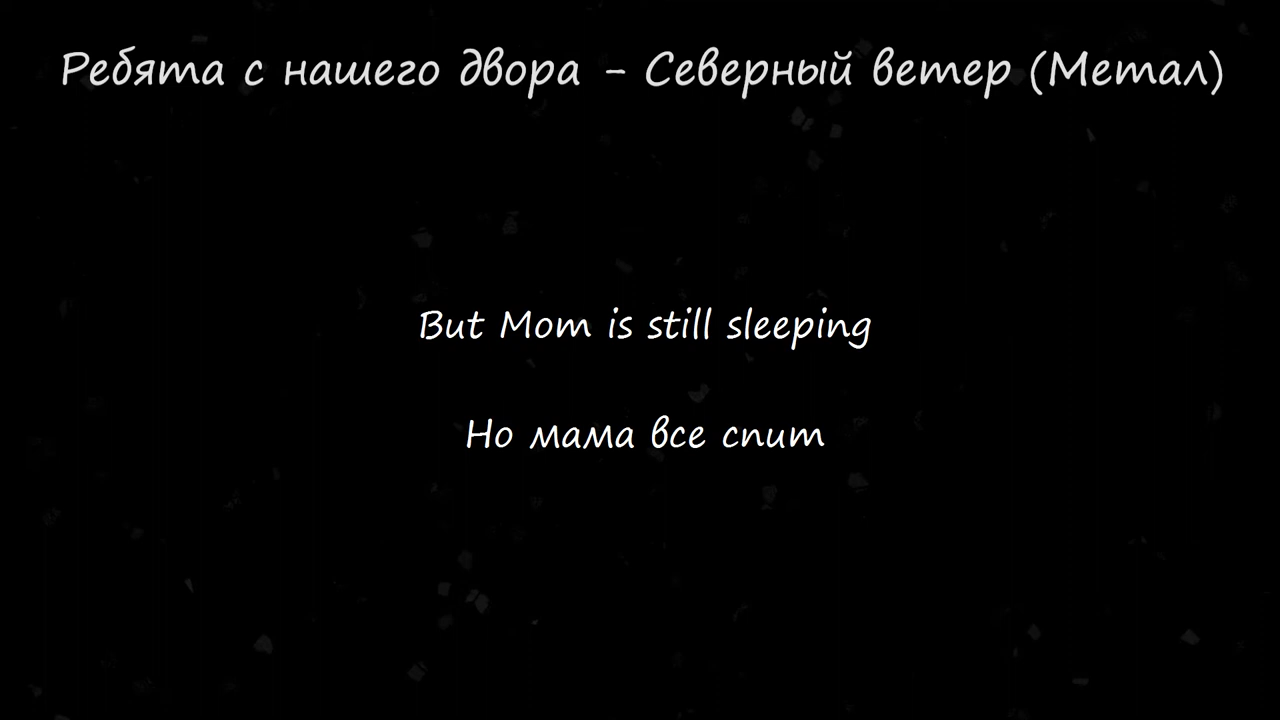 Ребята с нашего двора - Северный ветер (Метал)
But Mom is still sleeping
Но мама все спит